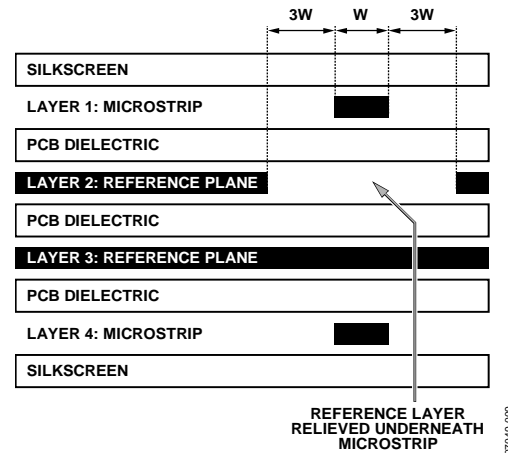 3W W 3W
SILKSCREEN
LAYER 1: MICROSTRIP
PCB DIELECTRIC
LAYER 2: REFERENCE PLANE
PCB DIELECTRIC
LAYER 3: REFERENCE PLANE
PCB DIELECTRIC
LAYER 4: MICROSTRIP
SILKSCREEN
REFERENCE LAYER
RELIEVED UNDERNEATH
MICROSTRIP